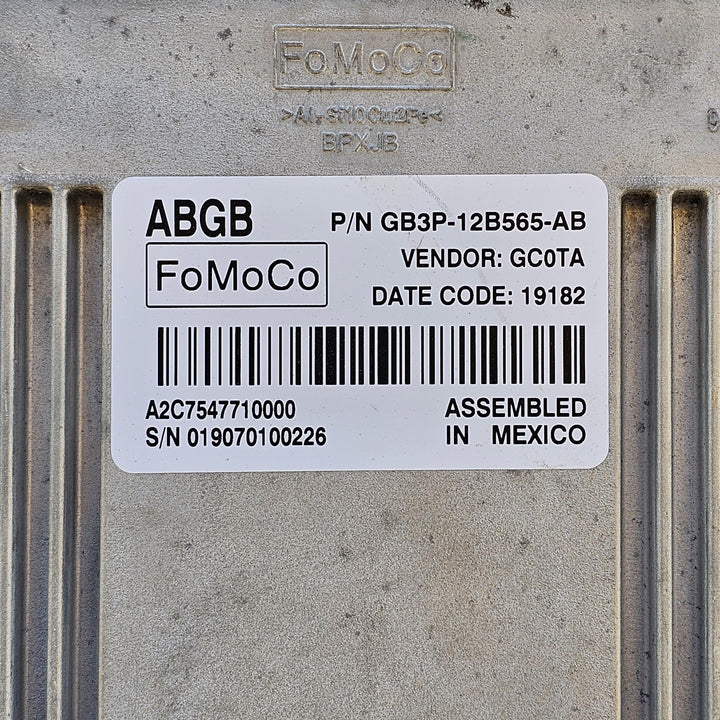 FoMoCo
BPXJB
ABGB
P/N GB3P-12B565-AB
FoMoCo
VENDOR: GC0TA
DATE CODE: 19182
A2C7547710000
ASSEMBLED
S/N 019070100226
IN MEXICO